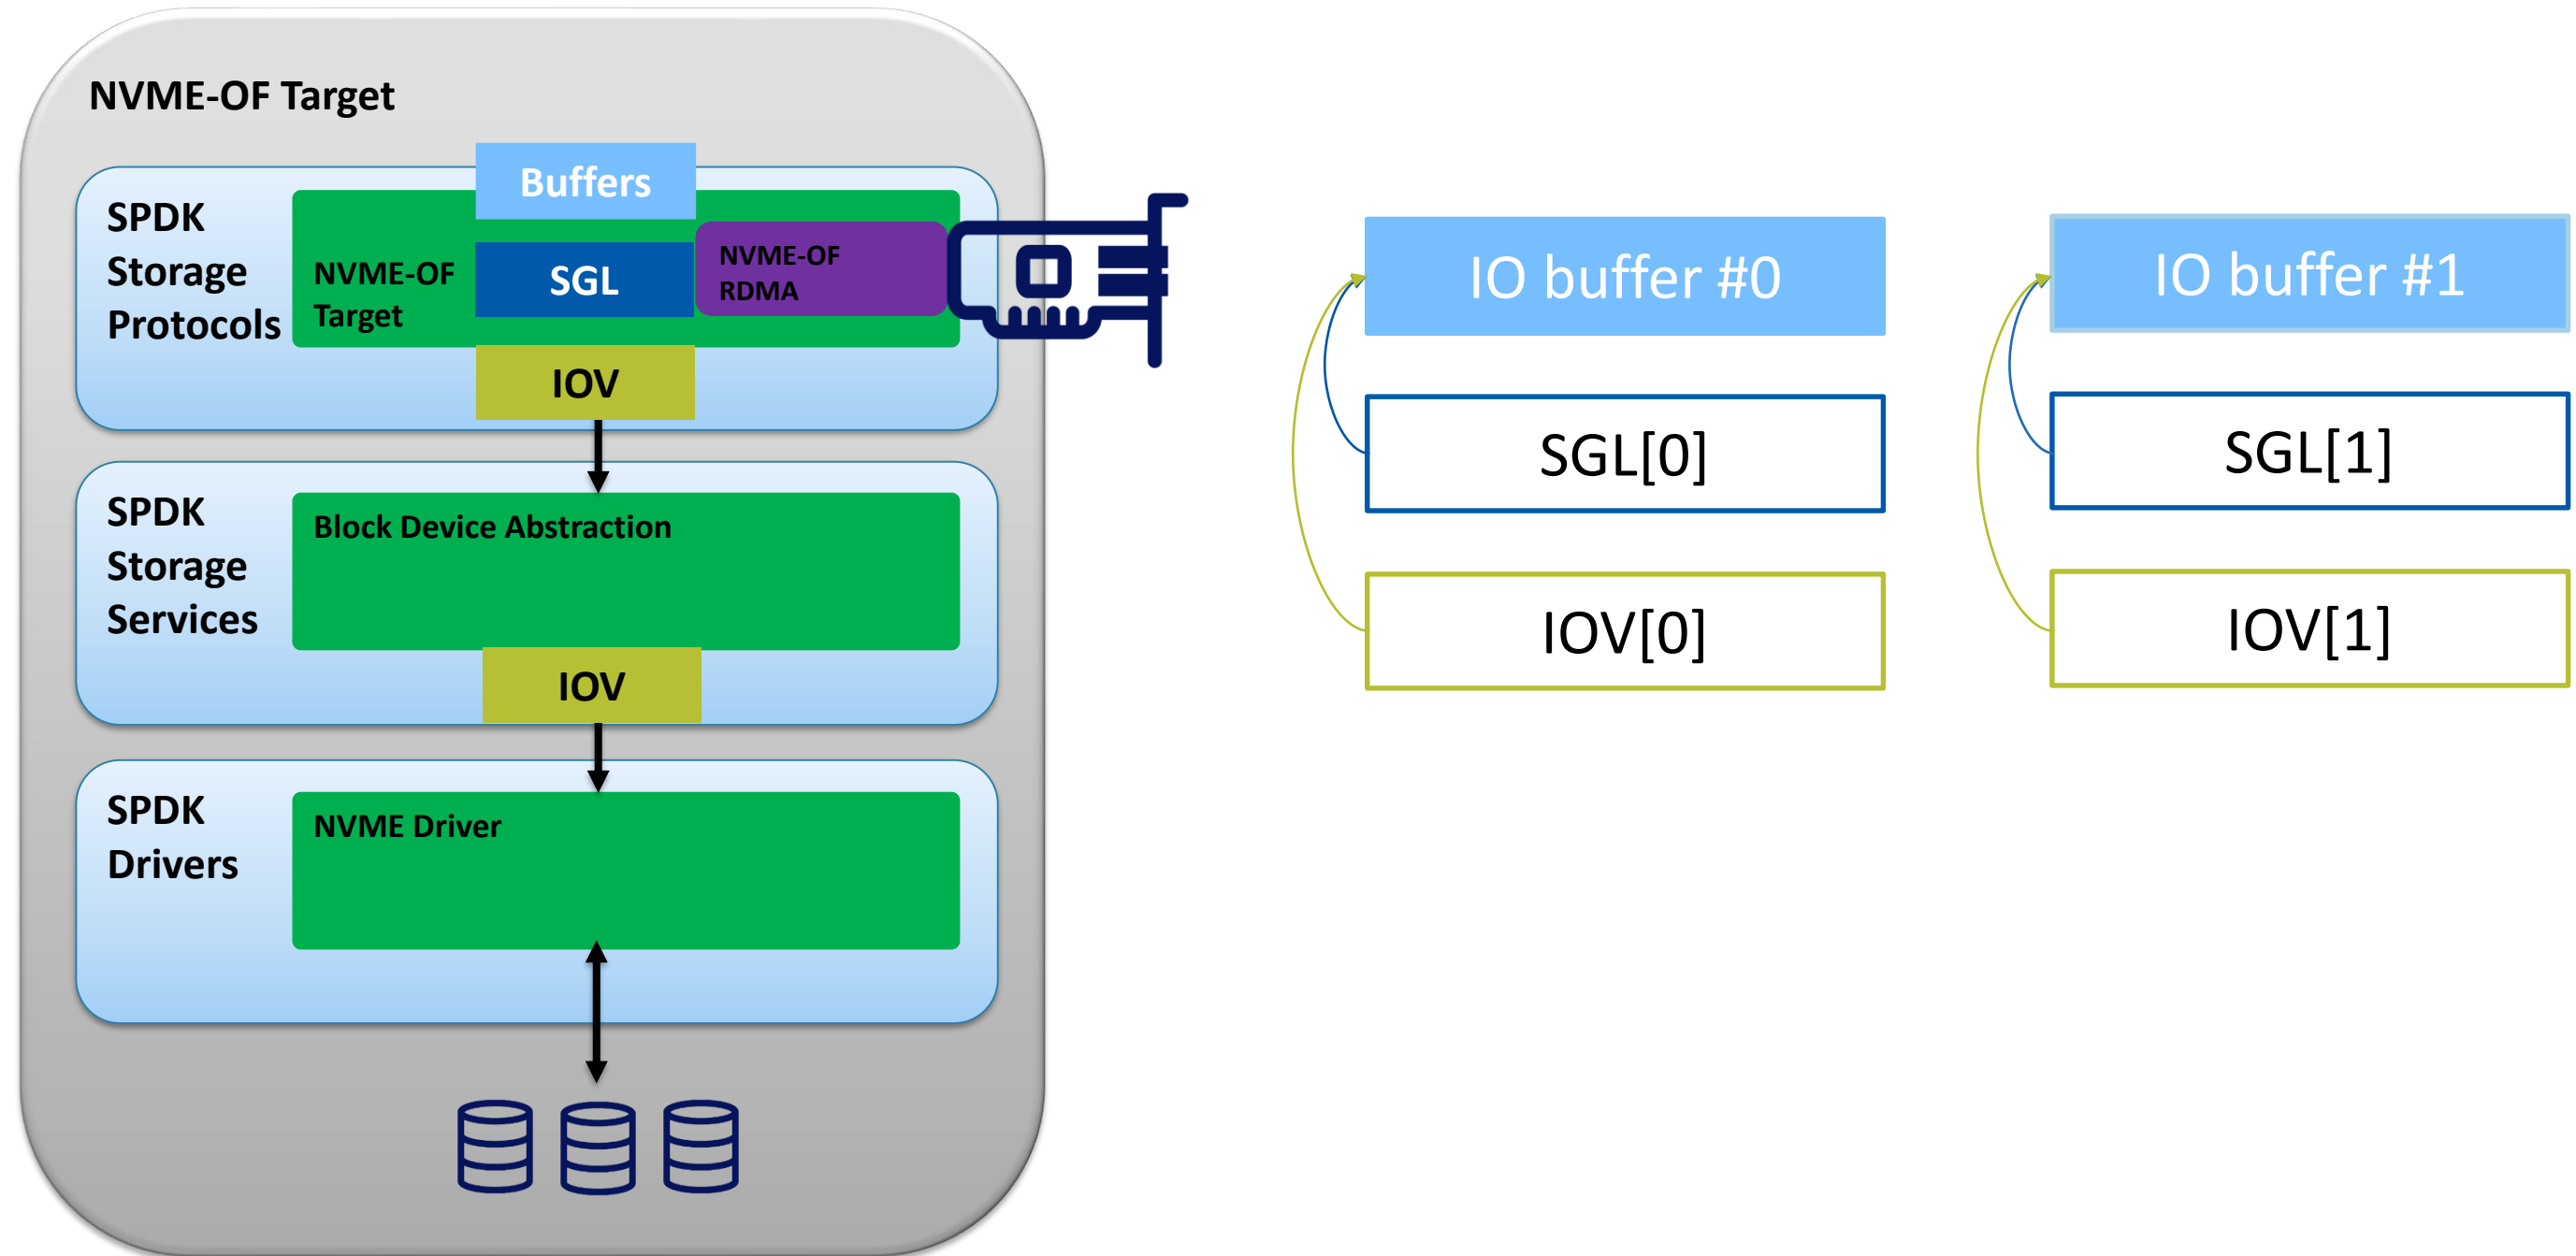 NVME-OF Target
Buffers
SPDK
Storage
Protocols
NVME-OF
Target
SGL
NVME-OF
RDMA
IOV
SPDK
Storage
Services
Block Device Abstraction
IOV
SPDK
Drivers
NVME Driver
IO buffer #0
SGL[0]
IOV[0]
IO buffer #1
SGL[1]
IOV[1]